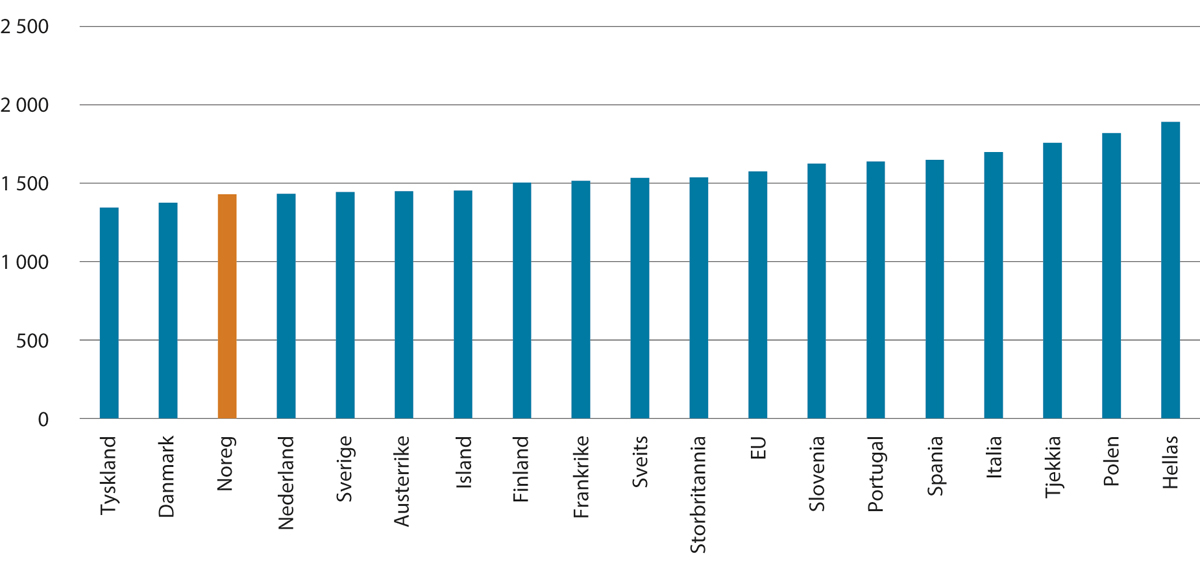 2 500
2 000
1 500
1 000
500
0
Tyskland
Danmark
Noreg
Nederland
Sverige
Austerrike
Island
Finland
Frankrike
Sveits
Storbritannia
EU
Slovenia
Portugal
Spania
Italia
Tjekkia
Polen
Hellas